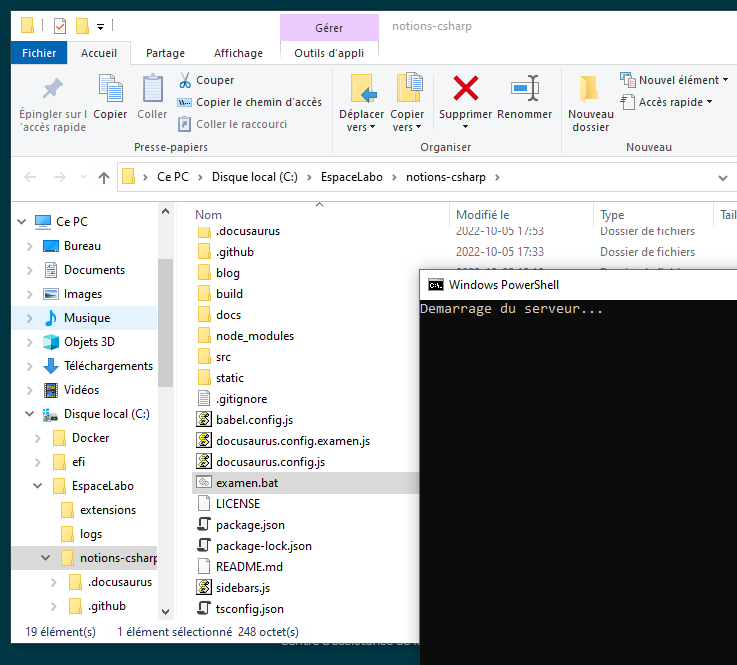 Gérer
notions-csharp
Fichier
Accueil
Partage
Affichage
Outils d'appli
Épingler sur l
'accès rapide
Copier
Coller
Couper
Copier le chemin d'accès
Coller le raccourci
Presse-papiers
Déplacer
vers
Copier
vers
Supprimer
Renommer
Organiser
Nouveau
dossier
Nouvel élément
Accès rapide
Nouveau
Ce PC
Disque local (C:)
EspaceLabo
notions-csharp
Ce PC
Bureau
Documents
Images
Musique
Objets 3D
Téléchargements
Vidéos
Disque local (C:)
Docker
efi
EspaceLabo
extensions
logs
notions-csharp
.docusaurus
.github
Nom
Modifié le
Type
Tail
.docusaurus
2022-10-05 17:53
Dossier de fichiers
.github
2022-10-05 17:33
Dossier de fichiers
blog
build
docs
node_modules
src
static
.gitignore
babel.config.js
docusaurus.config.examen.js
docusaurus.config.js
examen.bat
LICENSE
package.json
package-lock.json
README.md
sidebars.js
tsconfig.json
Windows PowerShell
Demarrage du serveur...
19 élément(s)
1 élément sélectionné 248 octet(s)